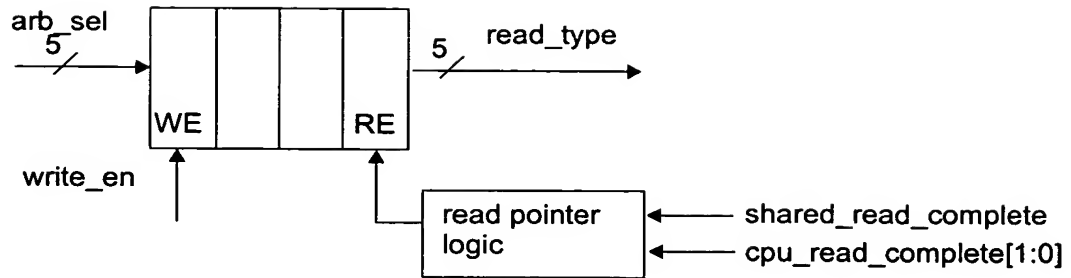 arb_sel
5
5
read_type
WE
RE
write_en
read pointer
logic
shared_read_complete
cpu_read_complete[1:0]